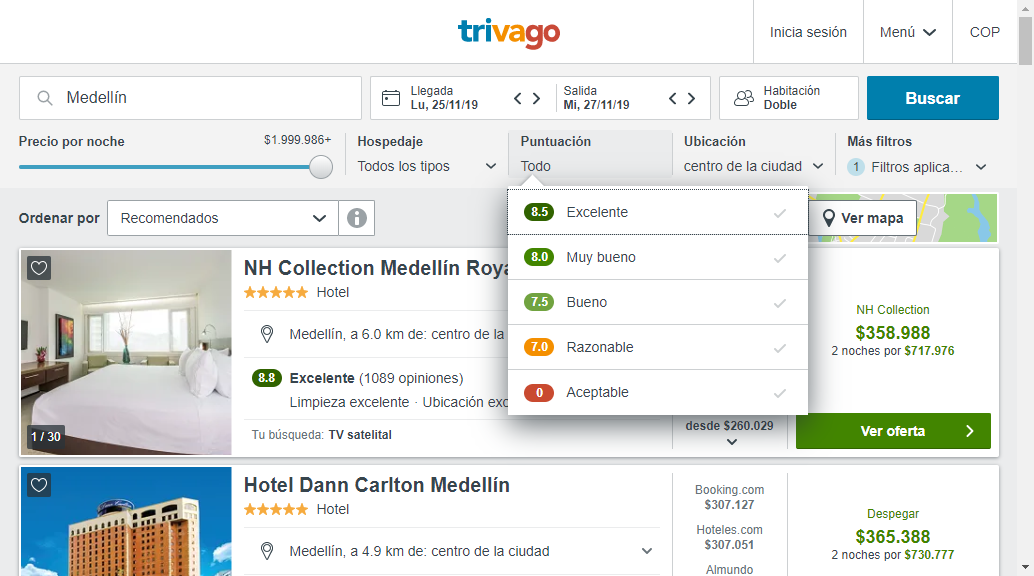 trivago
Inicia sesión
Menú
COP
Medellín
Llegada
Lu, 25/11/19
Salida
Mi, 27/11/19
Habitación
Doble
Buscar
Precio por noche
$1.999.986+
Hospedaje
Todos los tipos
Puntuación
Todo
Ubicación
centro de la ciudad
Más filtros
1 Filtros aplica...
Ordenar por
Recomendados
8.5 Excelente
8.0 Muy bueno
7.5 Bueno
7.0 Razonable
0 Aceptable
Ver mapa
NH Collection Medellín Roya
Hotel
Medellín, a 6.0 km de: centro de la
8.8 Excelente (1089 opiniones)
Limpieza excelente · Ubicación exc
Tu búsqueda: TV satelital
1 / 30
desde $260.029
NH Collection
$358.988
2 noches por $717.976
Ver oferta
Hotel Dann Carlton Medellín
Hotel
Medellín, a 4.9 km de: centro de la ciudad
Booking.com
$307.127
Hoteles.com
$307.051
Almundo
Despegar
$365.388
2 noches por $730.777